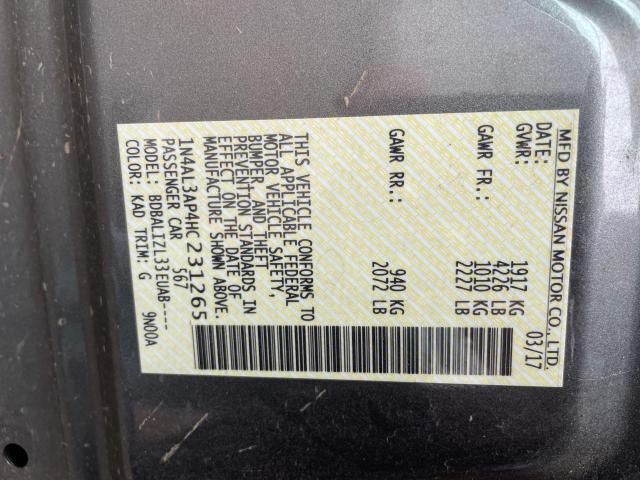 MFD BY NISSAN MOTOR CO., LTD.
DATE: 03/17
GVWR: 1917 KG
4226 LB
GAWR FR.: 1010 KG
2227 LB
GAWR RR.: 940 KG
2072 LB
THIS VEHICLE CONFORMS TO
ALL APPLICABLE FEDERAL
MOTOR VEHICLE SAFETY,
BUMPER, AND THEFT
PREVENTION STANDARDS IN
EFFECT ON THE DATE OF
MANUFACTURE SHOWN ABOVE.
1N4AL3AP4HC231265
PASSENGER CAR 567
MODEL: BDBALIZL33EUAB-----
COLOR: KAD TRIM: G 9N00A